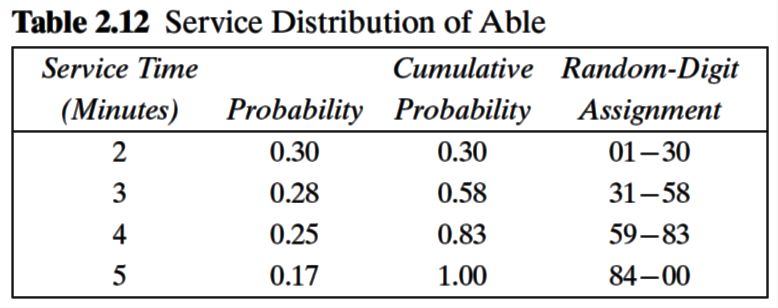 Table 2.12 Service Distribution of Able
Service Time Cumulative Random-Digit
(Minutes) Probability Probability Assignment
2 0.30 0.30 01–30
3 0.28 0.58 31–58
4 0.25 0.83 59–83
5 0.17 1.00 84–00